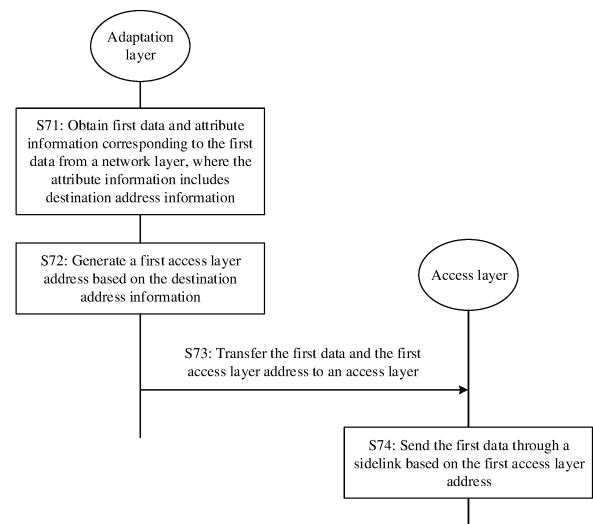 Adaptation
layer
S71: Obtain first data and attribute
information corresponding to the first
data from a network layer, where the
attribute information includes
destination address information
S72: Generate a first access layer
address based on the destination
address information
Access layer
S73: Transfer the first data and the first
access layer address to an access layer
S74: Send the first data through a
sidelink based on the first access layer
address